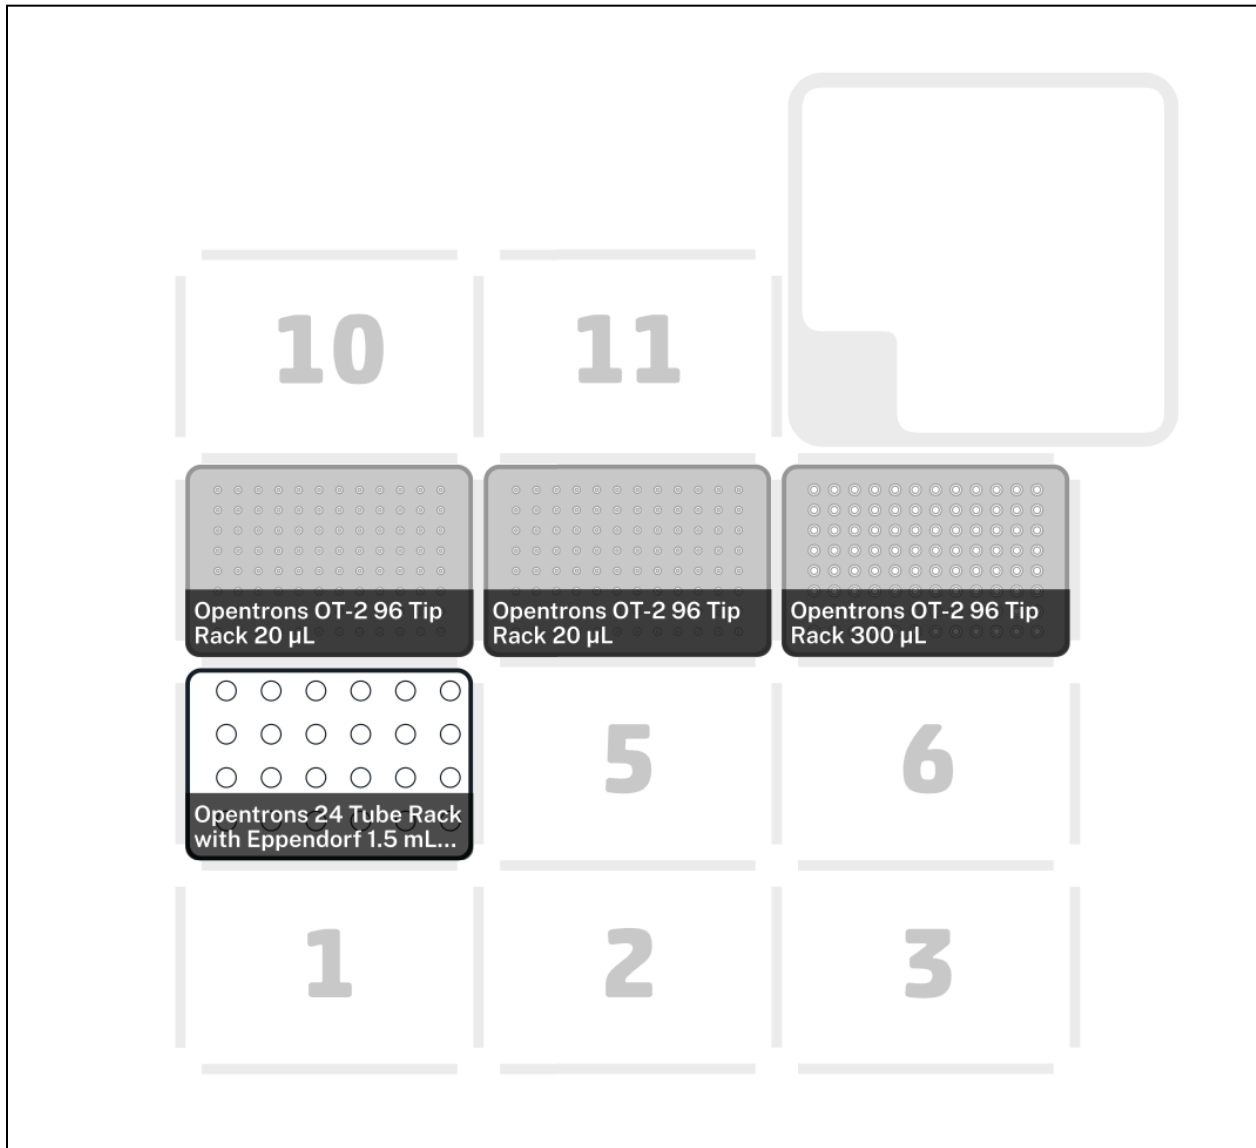 10
11
Opentrons OT-2 96 Tip
Rack 20 µL
Opentrons OT-2 96 Tip
Rack 20 µL
Opentrons OT-2 96 Tip
Rack 300 µL
Opentrons 24 Tube Rack
with Eppendorf 1.5 mL...
5
6
1
2
3